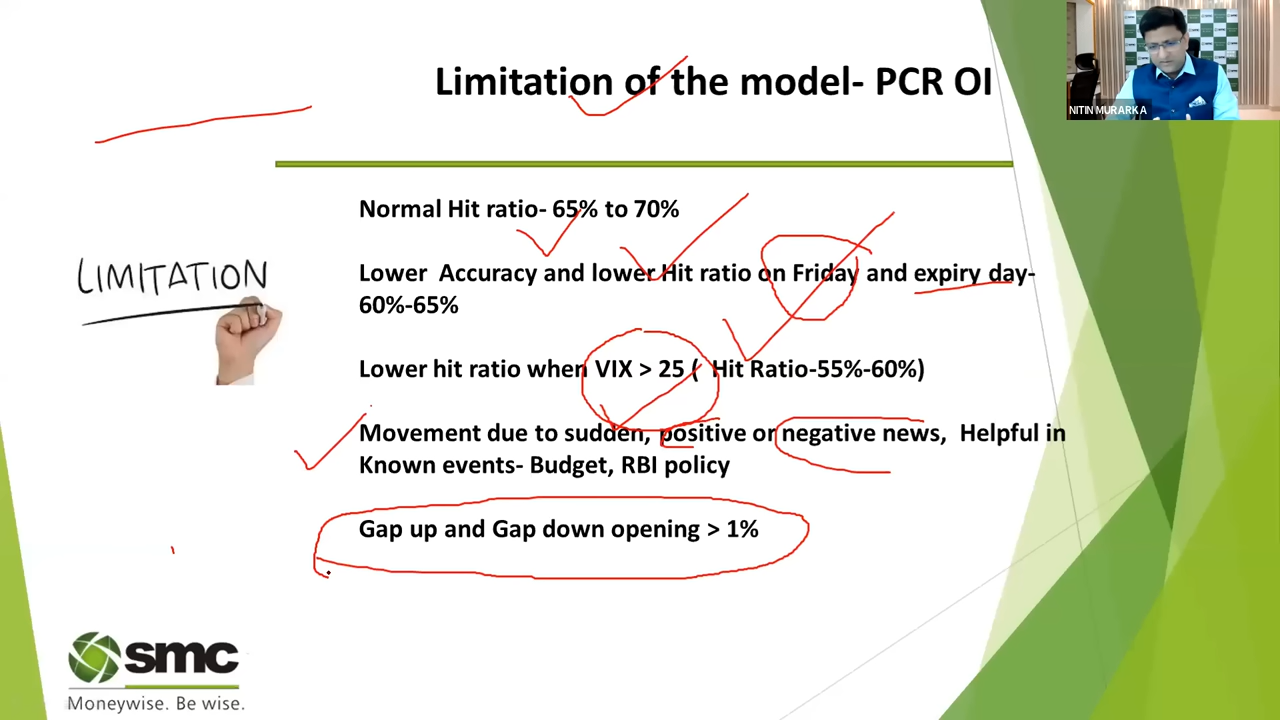 Limitation of the model- PCR OI
NITIN MURARKA
Normal Hit ratio- 65% to 70%
LIMITATION
Lower Accuracy and lower Hit ratio on Friday and expiry day-
60%-65%
Lower hit ratio when VIX > 25 ( Hit Ratio-55%-60%)
Movement due to sudden, positive or negative news, Helpful in
Known events- Budget, RBI policy
Gap up and Gap down opening > 1%
smc
Moneywise. Be wise.